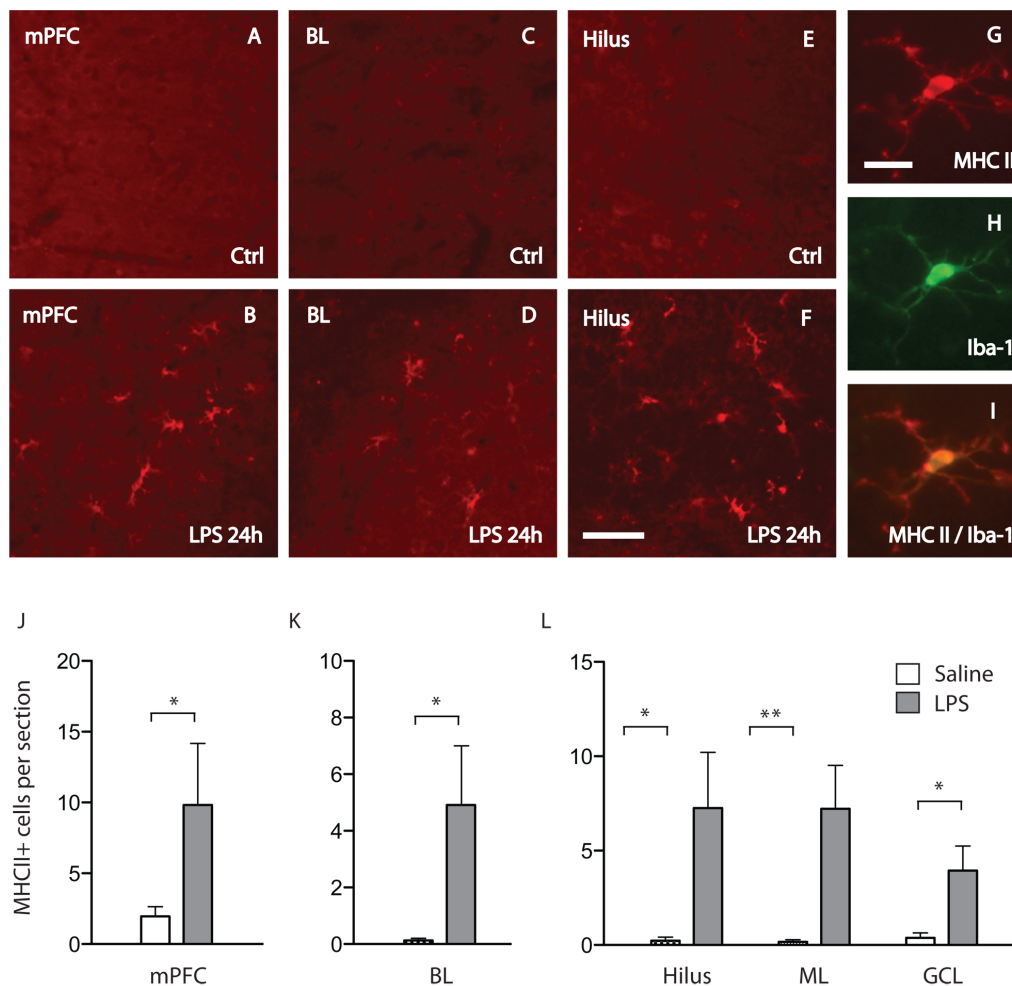 mPFC A
Ctrl
BL C
Ctrl
Hilus E
Ctrl
G
MHC II
mPFC B
LPS 24h
BL D
LPS 24h
Hilus F
LPS 24h
H
Iba-1
I
MHC II / Iba-1
J
MHCII+ cells per section
20
15
10
5
0
*
mPFC
K
10
8
6
4
2
0
*
BL
L
15
10
5
0
*
**
*
Hilus ML GCL
Saline
LPS